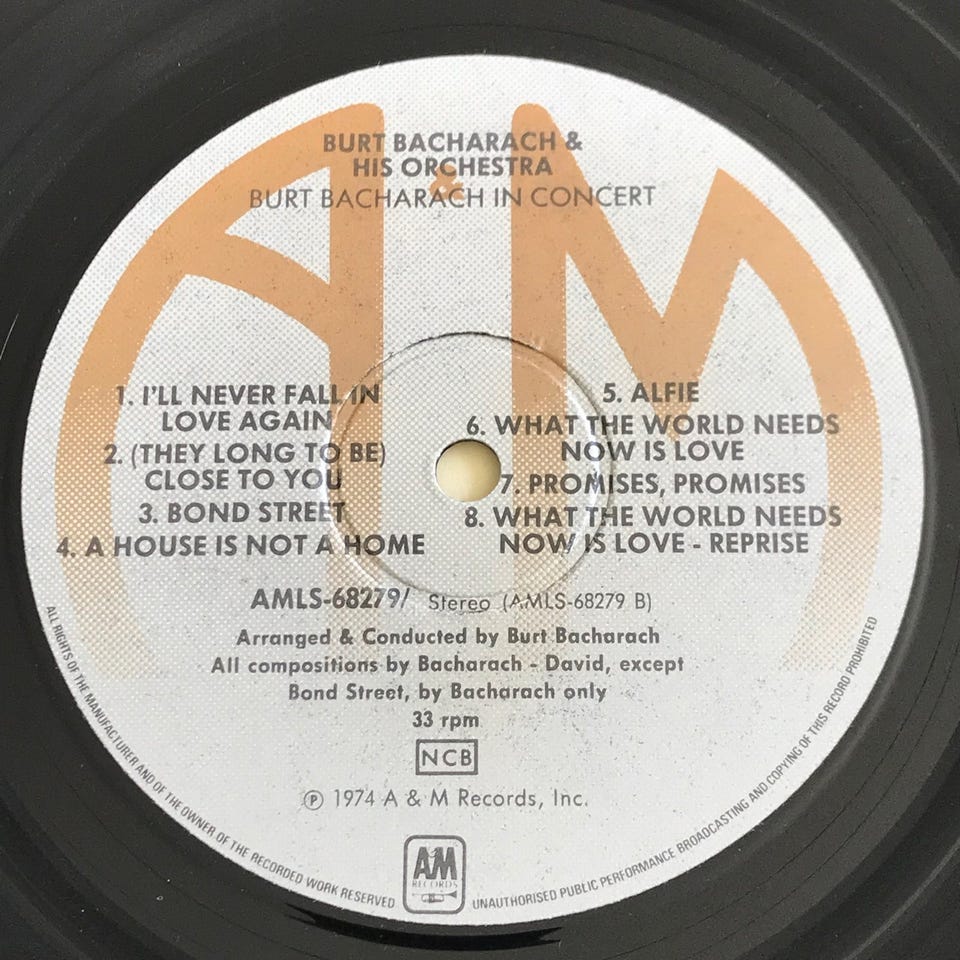 BURT BACHARACH &
HIS ORCHESTRA
BURT BACHARACH IN CONCERT
A&M
1. I'LL NEVER FALL IN
LOVE AGAIN
2. (THEY LONG TO BE)
CLOSE TO YOU
3. BOND STREET
4. A HOUSE IS NOT A HOME
5. ALFIE
6. WHAT THE WORLD NEEDS
NOW IS LOVE
7. PROMISES, PROMISES
8. WHAT THE WORLD NEEDS
NOW IS LOVE - REPRISE
AMLS-68279/ Stereo (AMLS-68279 B)
Arranged & Conducted by Burt Bacharach
All compositions by Bacharach - David, except
Bond Street, by Bacharach only
33 rpm
NCB
℗ 1974 A & M Records, Inc.
ALL RIGHTS OF THE MANUFACTURER AND OF THE OWNER OF THE RECORDED WORK RESERVED
A&M
RECORDS
UNAUTHORISED PUBLIC PERFORMANCE BROADCASTING AND COPYING OF THIS RECORD PROHIBITED